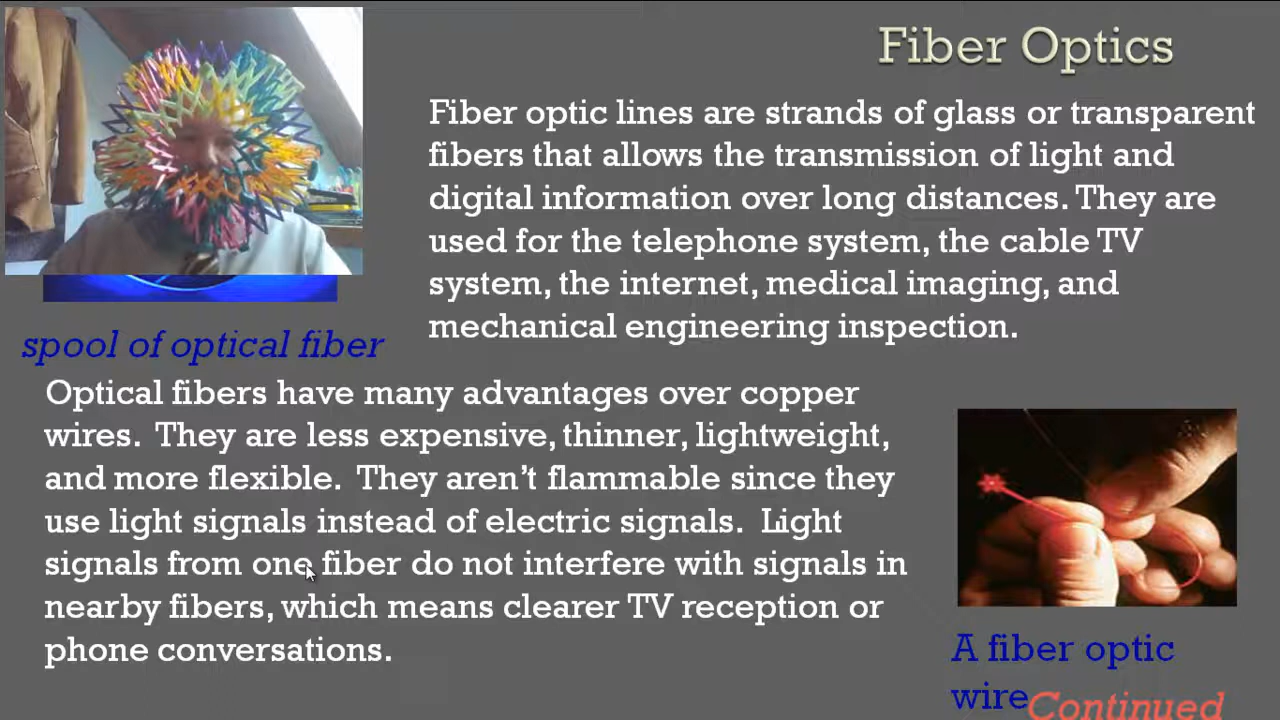 Fiber Optics
Fiber optic lines are strands of glass or transparent
fibers that allows the transmission of light and
digital information over long distances. They are
used for the telephone system, the cable TV
system, the internet, medical imaging, and
mechanical engineering inspection.
spool of optical fiber
Optical fibers have many advantages over copper
wires. They are less expensive, thinner, lightweight,
and more flexible. They aren't flammable since they
use light signals instead of electric signals. Light
signals from one fiber do not interfere with signals in
nearby fibers, which means clearer TV reception or
phone conversations.
A fiber optic
wire
Continued